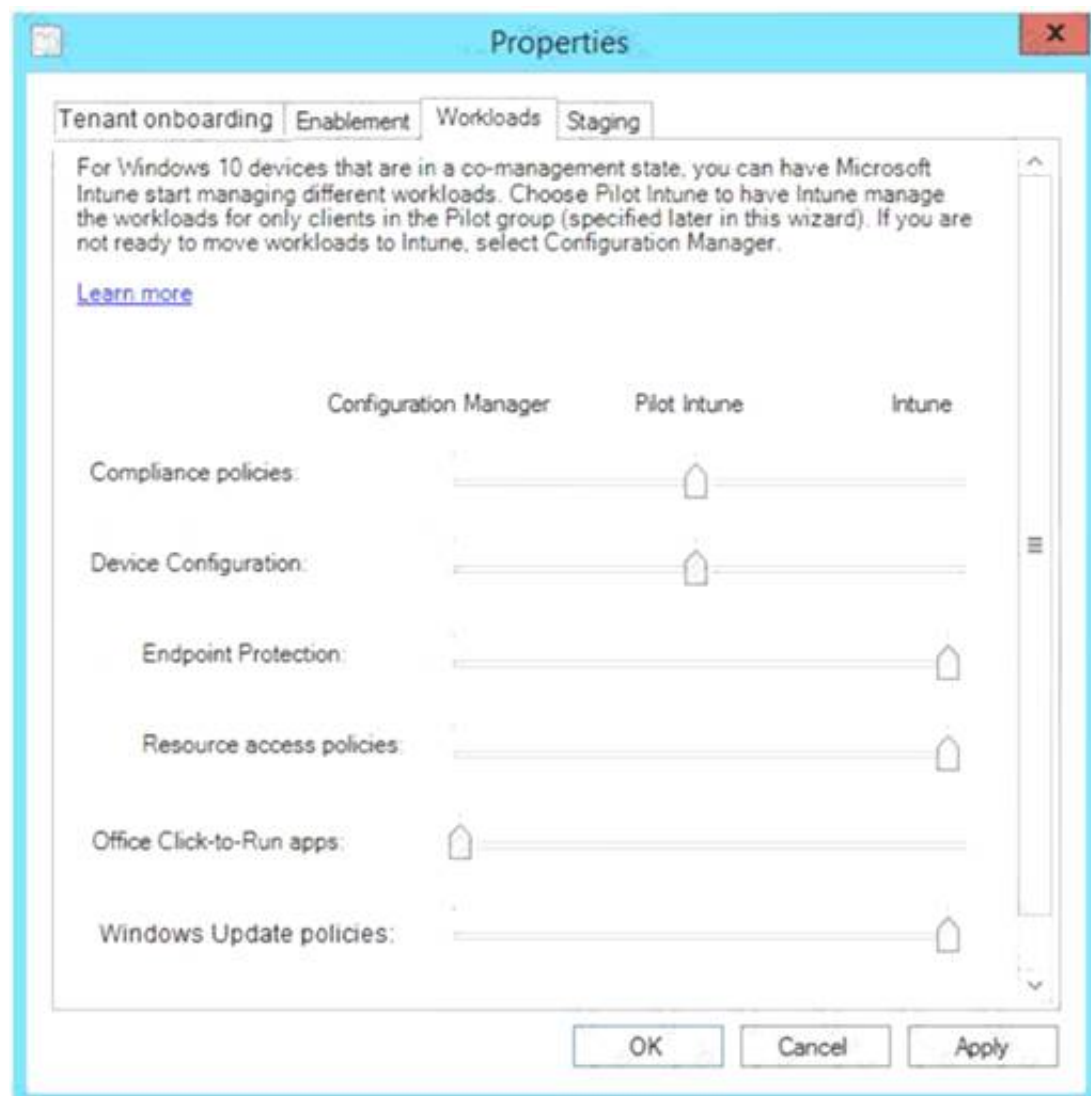 Properties
x
Tenant onboarding Enablement Workloads Staging
For Windows 10 devices that are in a co-management state, you can have Microsoft
Intune start managing different workloads. Choose Pilot Intune to have Intune manage
the workloads for only clients in the Pilot group (specified later in this wizard). If you are
not ready to move workloads to Intune, select Configuration Manager.
Learn more
Configuration Manager Pilot Intune Intune
Compliance policies:
Device Configuration:
Endpoint Protection:
Resource access policies:
Office Click-to-Run apps:
Windows Update policies:
OK Cancel Apply